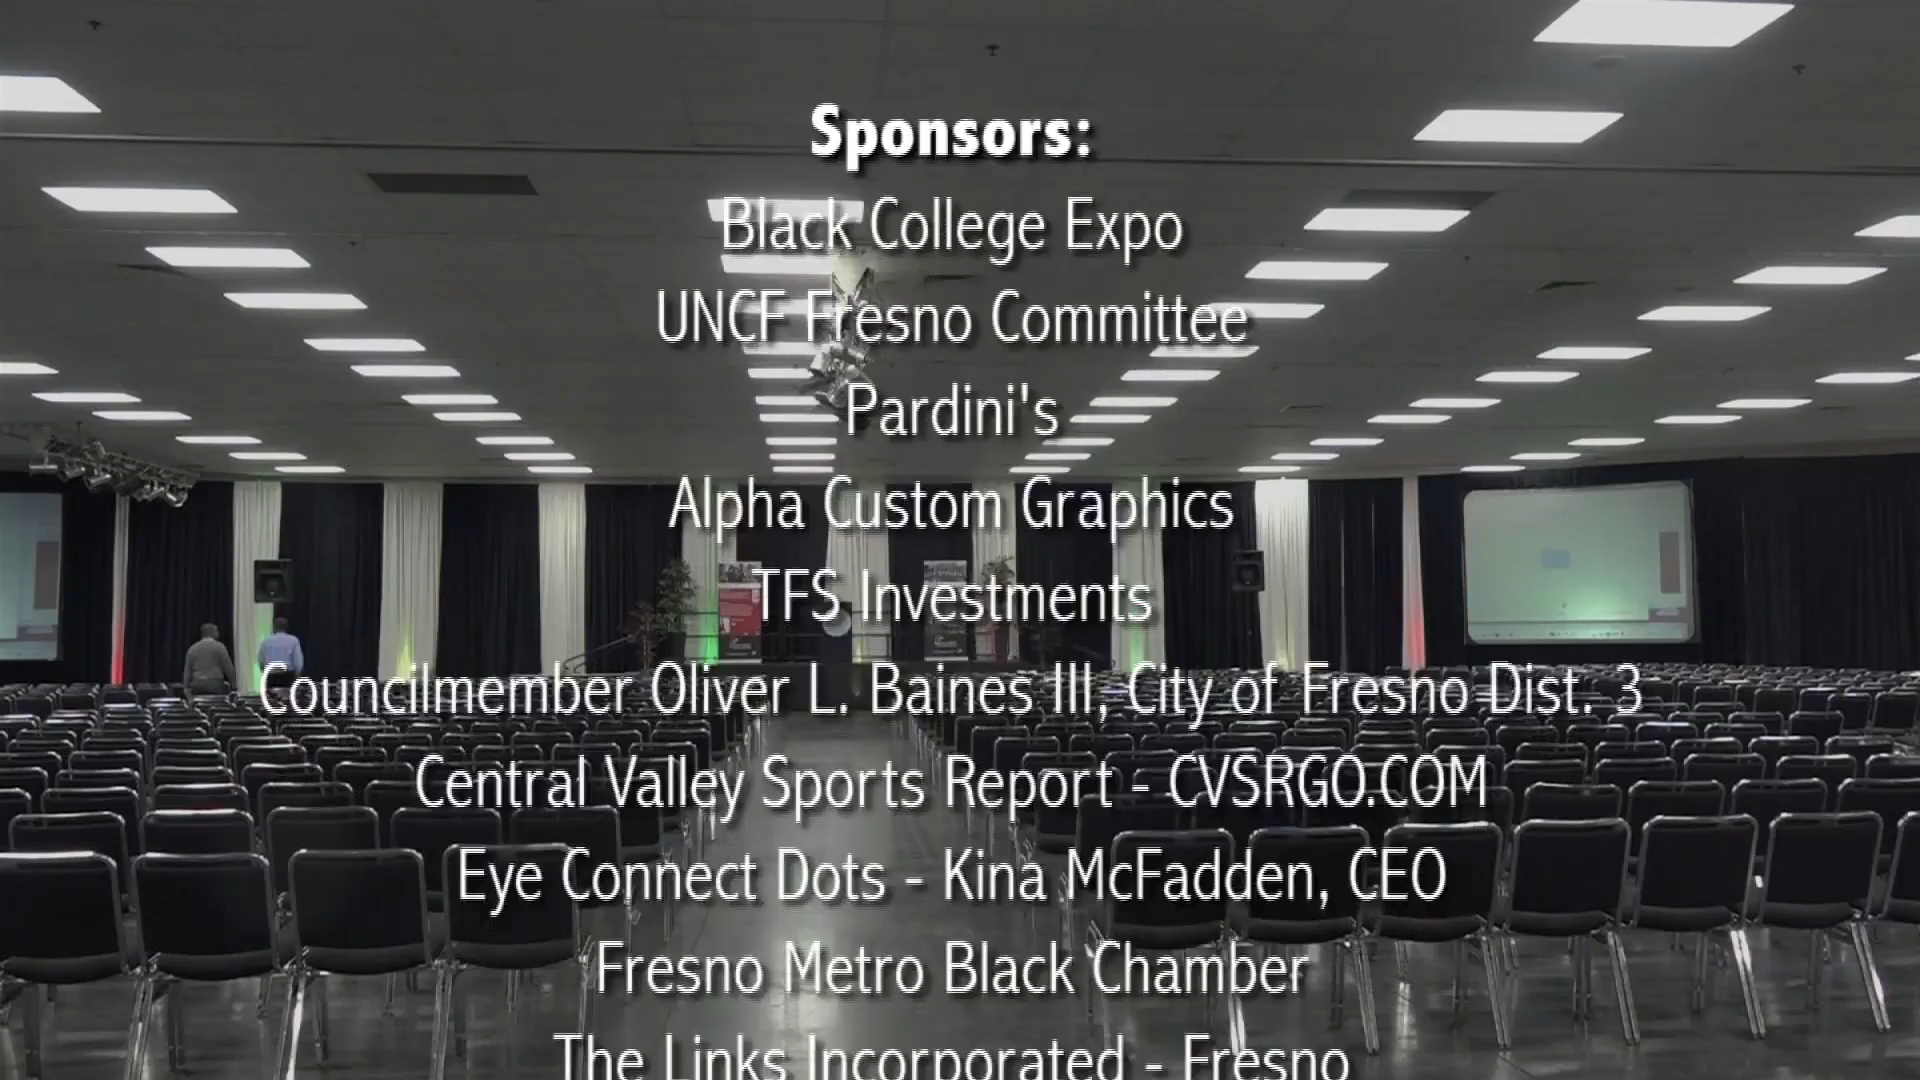 Sponsors:
Black College Expo
UNCF Fresno Committee
Pardini's
Alpha Custom Graphics
TFS Investments
Councilmember Oliver L. Baines III, City of Fresno Dist. 3
Central Valley Sports Report - CVSRGO.COM
Eye Connect Dots - Kina McFadden, CEO
Fresno Metro Black Chamber
The Links Incorporated - Fresno